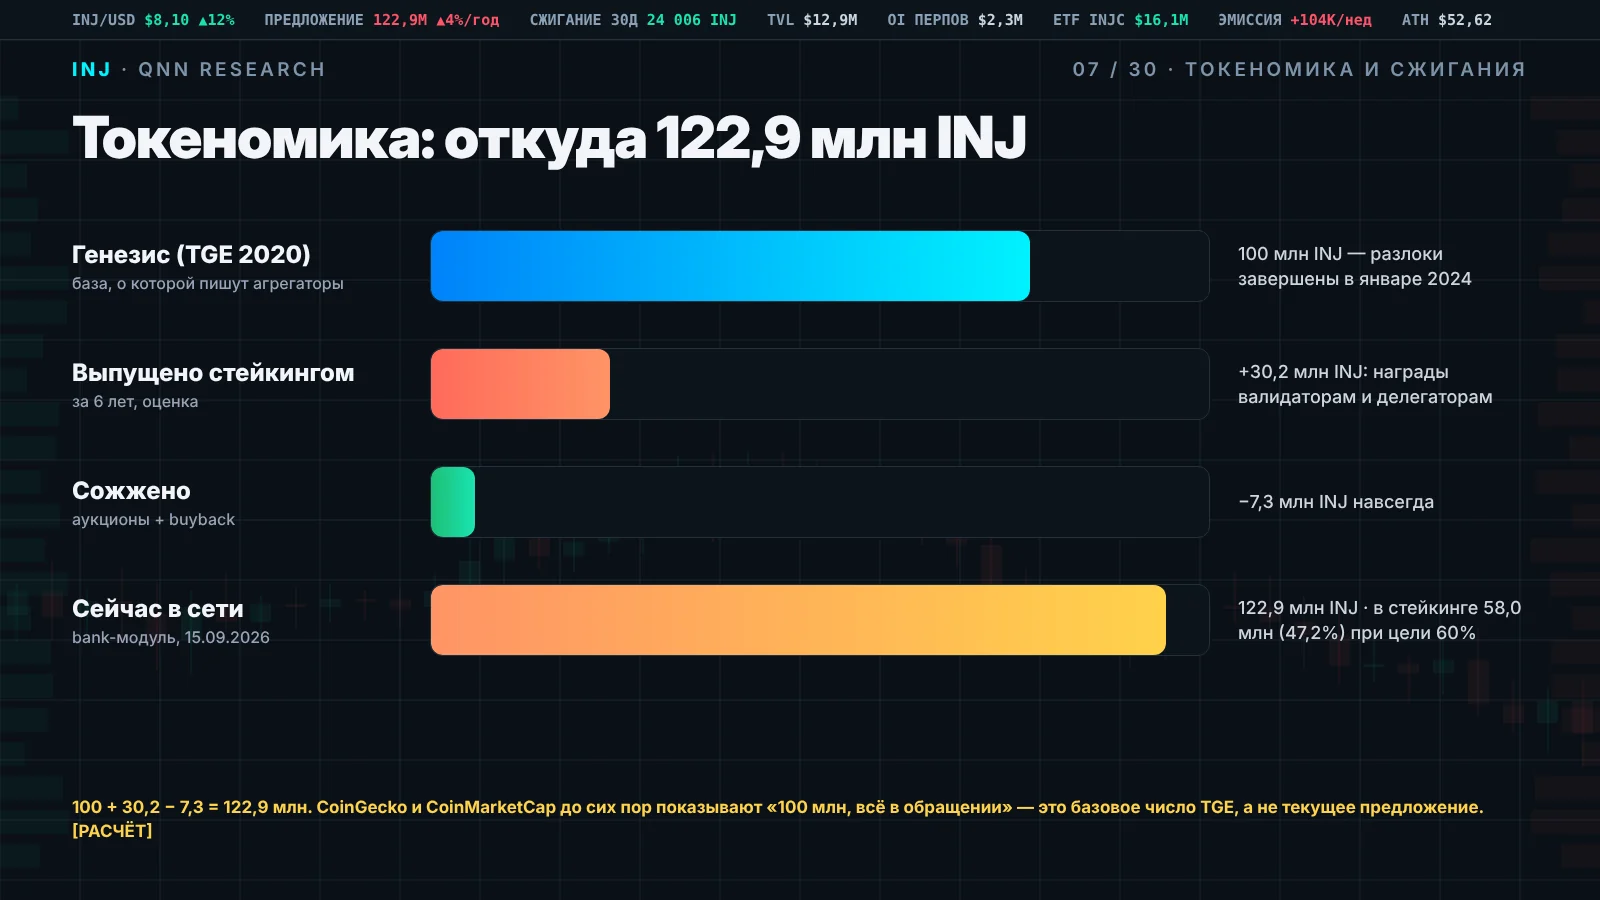 INJ/USD $8,10 ▲12% ПРЕДЛОЖЕНИЕ 122,9M ▲4%/год СЖИГАНИЕ 30Д 24 006 INJ TVL $12,9M OI ПЕРПОВ $2,3M ETF INJC $16,1M ЭМИССИЯ +104K/нед ATH $52,62
INJ · QNN RESEARCH
07 / 30 · ТОКЕНОМИКА И СЖИГАНИЯ
Токеномика: откуда 122,9 млн INJ
Генезис (TGE 2020)
база, о которой пишут агрегаторы
100 млн INJ — разлоки
завершены в январе 2024
Выпущено стейкингом
за 6 лет, оценка
+30,2 млн INJ: награды
валидаторам и делегаторам
Сожжено
аукционы + buyback
−7,3 млн INJ навсегда
Сейчас в сети
bank-модуль, 15.09.2026
122,9 млн INJ · в стейкинге 58,0
млн (47,2%) при цели 60%
100 + 30,2 − 7,3 = 122,9 млн. CoinGecko и CoinMarketCap до сих пор показывают «100 млн, всё в обращении» — это базовое число TGE, а не текущее предложение.
[РАСЧЁТ]